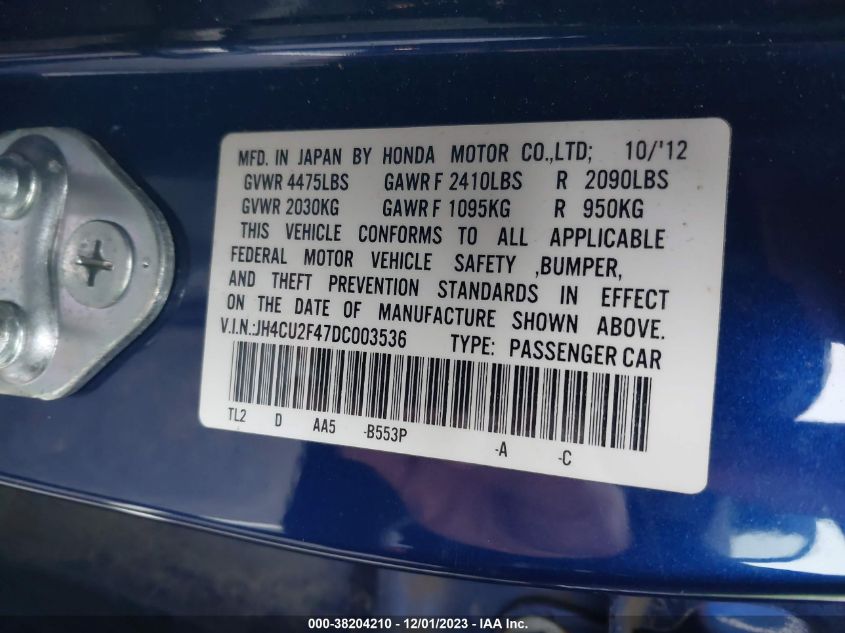 MFD. IN JAPAN BY HONDA MOTOR CO.,LTD; 10/'12
GVWR 4475LBS GAWR F 2410LBS R 2090LBS
GVWR 2030KG GAWR F 1095KG R 950KG
THIS VEHICLE CONFORMS TO ALL APPLICABLE
FEDERAL MOTOR VEHICLE SAFETY ,BUMPER,
AND THEFT PREVENTION STANDARDS IN EFFECT
ON THE DATE OF MANUFACTURE SHOWN ABOVE.
V.I.N.:JH4CU2F47DC003536 TYPE: PASSENGER CAR
TL2 D AA5 -B553P -A -C
000-38204210 - 12/01/2023 - IAAI.COM